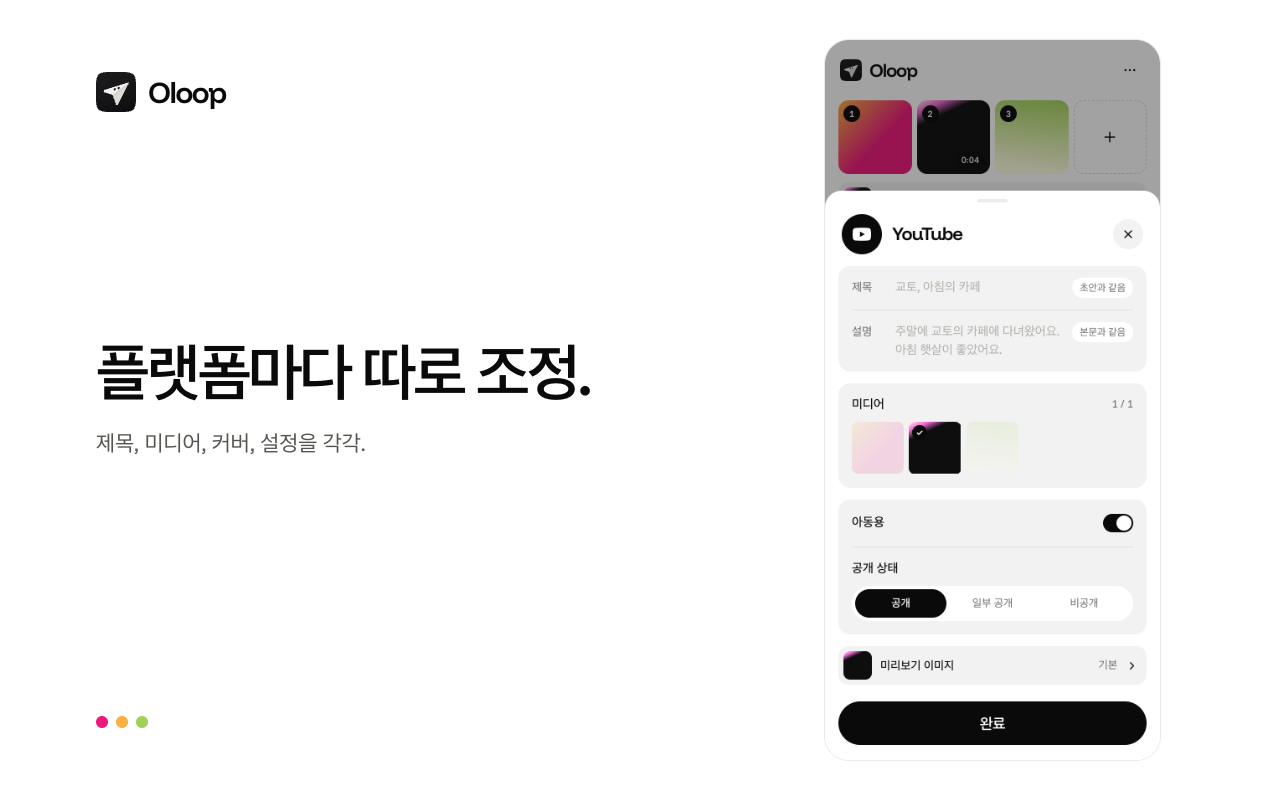 Oloop
플랫폼마다 따로 조정.
제목, 미디어, 커버, 설정을 각각.
Oloop
1
2
3
0:04
YouTube
제목
교토, 아침의 카페
초안과 같음
설명
주말에 교토의 카페에 다녀왔어요.
아침 햇살이 좋았어요.
본문과 같음
미디어
1 / 1
아동용
공개 상태
공개
일부 공개
비공개
미리보기 이미지
기본
완료